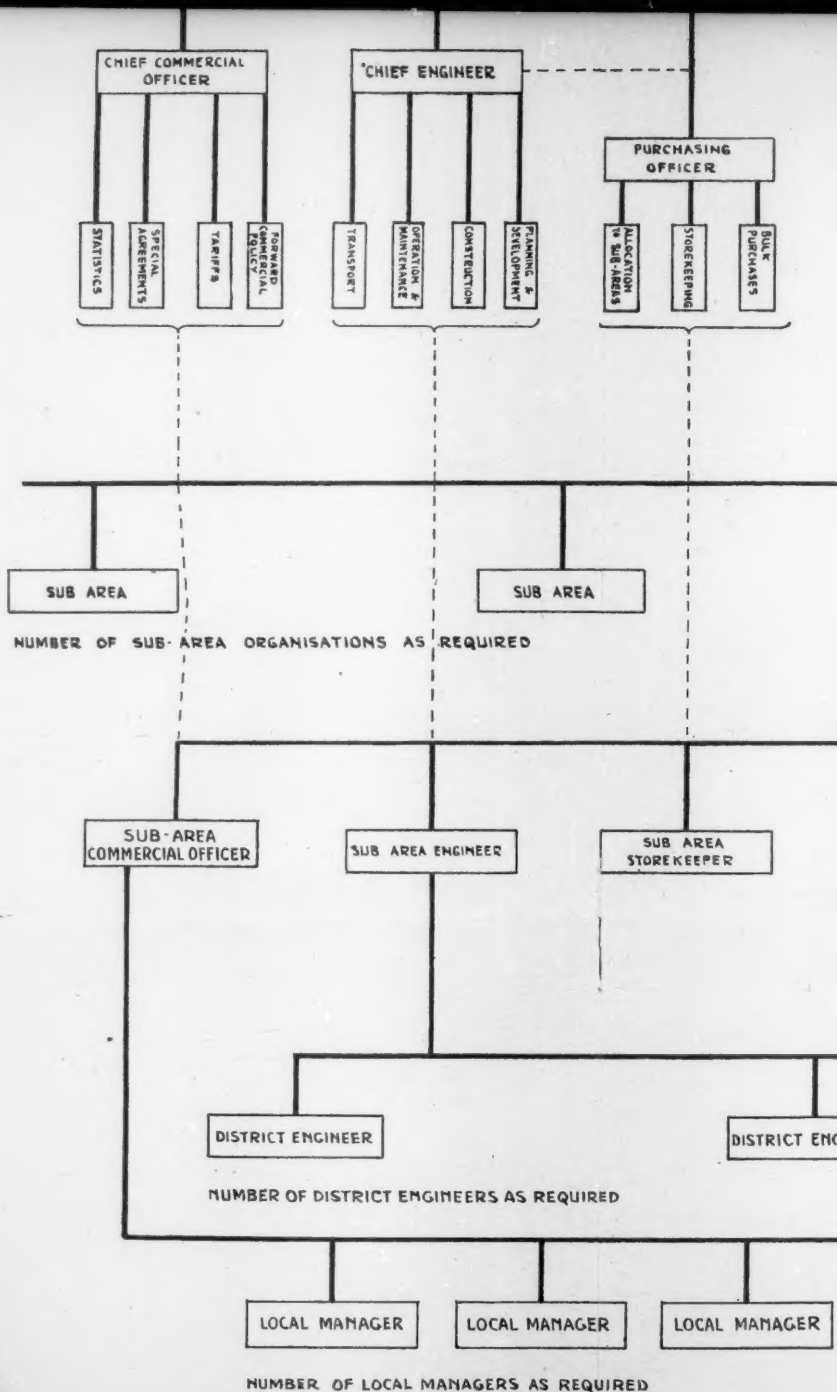 CHIEF COMMERCIAL
OFFICER
CHIEF ENGINEER
PURCHASING
OFFICER
STATISTICS
SPECIAL
AGREEMENTS
TARIFFS
FORWARD
COMMERCIAL
POLICY
TRANSPORT
OPERATION &
MAINTENANCE
CONSTRUCTION
PLANNING &
DEVELOPMENT
ALLOCATION
TO SUB-AREAS
STOREKEEPING
BULK
PURCHASES
SUB AREA
SUB AREA
NUMBER OF SUB-AREA ORGANISATIONS AS REQUIRED
SUB-AREA
COMMERCIAL OFFICER
SUB AREA ENGINEER
SUB AREA
STOREKEEPER
DISTRICT ENGINEER
DISTRICT ENG
NUMBER OF DISTRICT ENGINEERS AS REQUIRED
LOCAL MANAGER
LOCAL MANAGER
LOCAL MANAGER
NUMBER OF LOCAL MANAGERS AS REQUIRED